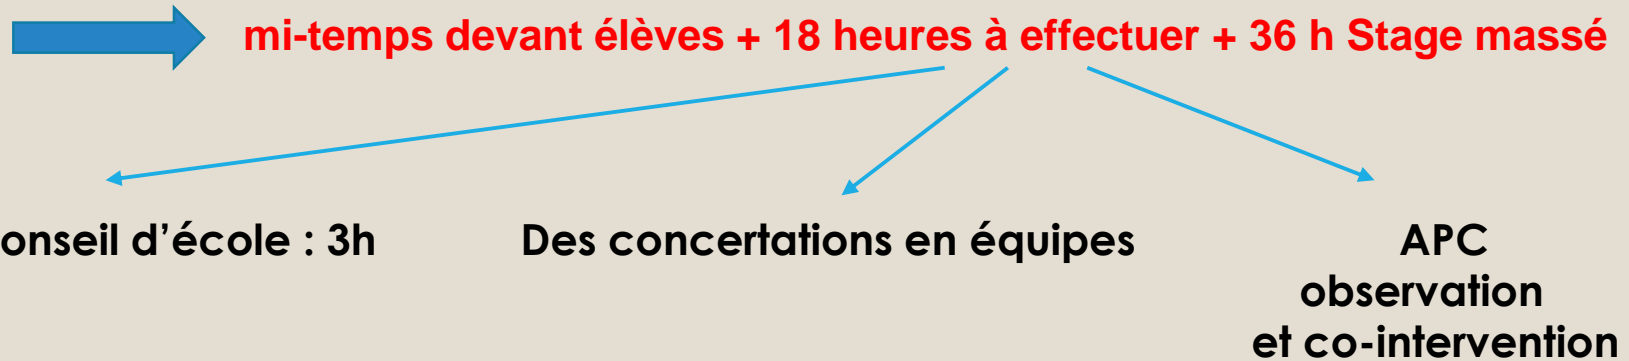 mi-temps devant élèves + 18 heures à effectuer + 36 h Stage massé
onseil d’école : 3h
Des concertations en équipes
APC
observation
et co-intervention